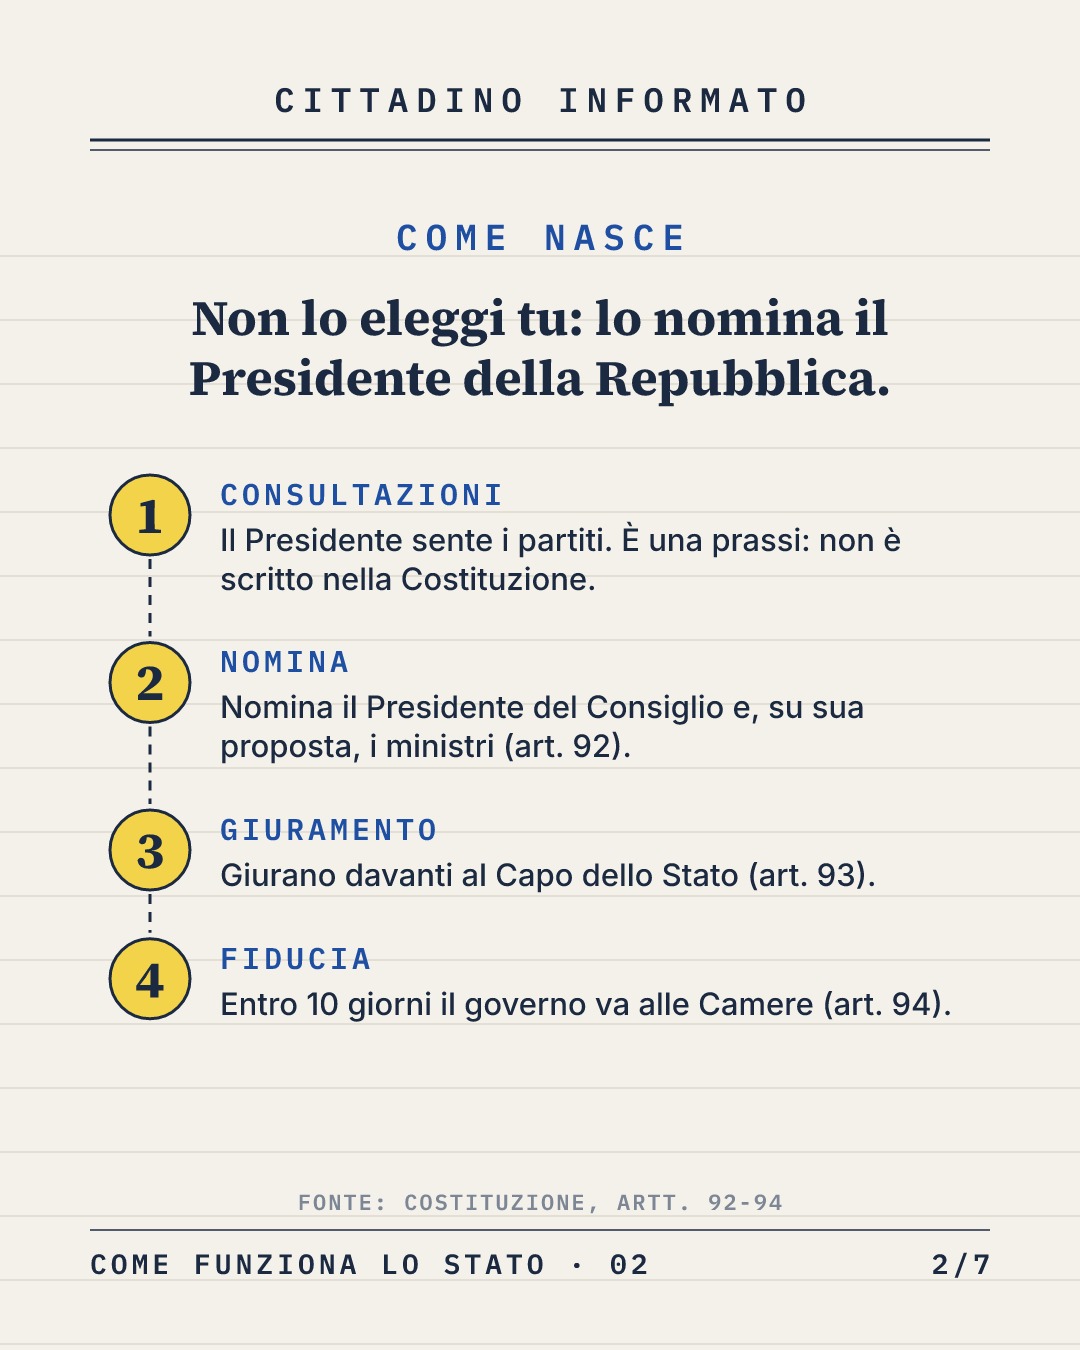 CITTADINO INFORMATO
COME NASCE
Non lo eleggi tu: lo nomina il
Presidente della Repubblica.
1
CONSULTAZIONI
Il Presidente sente i partiti. È una prassi: non è
scritto nella Costituzione.
2
NOMINA
Nomina il Presidente del Consiglio e, su sua
proposta, i ministri (art. 92).
3
GIURAMENTO
Giurano davanti al Capo dello Stato (art. 93).
4
FIDUCIA
Entro 10 giorni il governo va alle Camere (art. 94).
FONTE: COSTITUZIONE, ARTT. 92-94
COME FUNZIONA LO STATO · 02
2/7